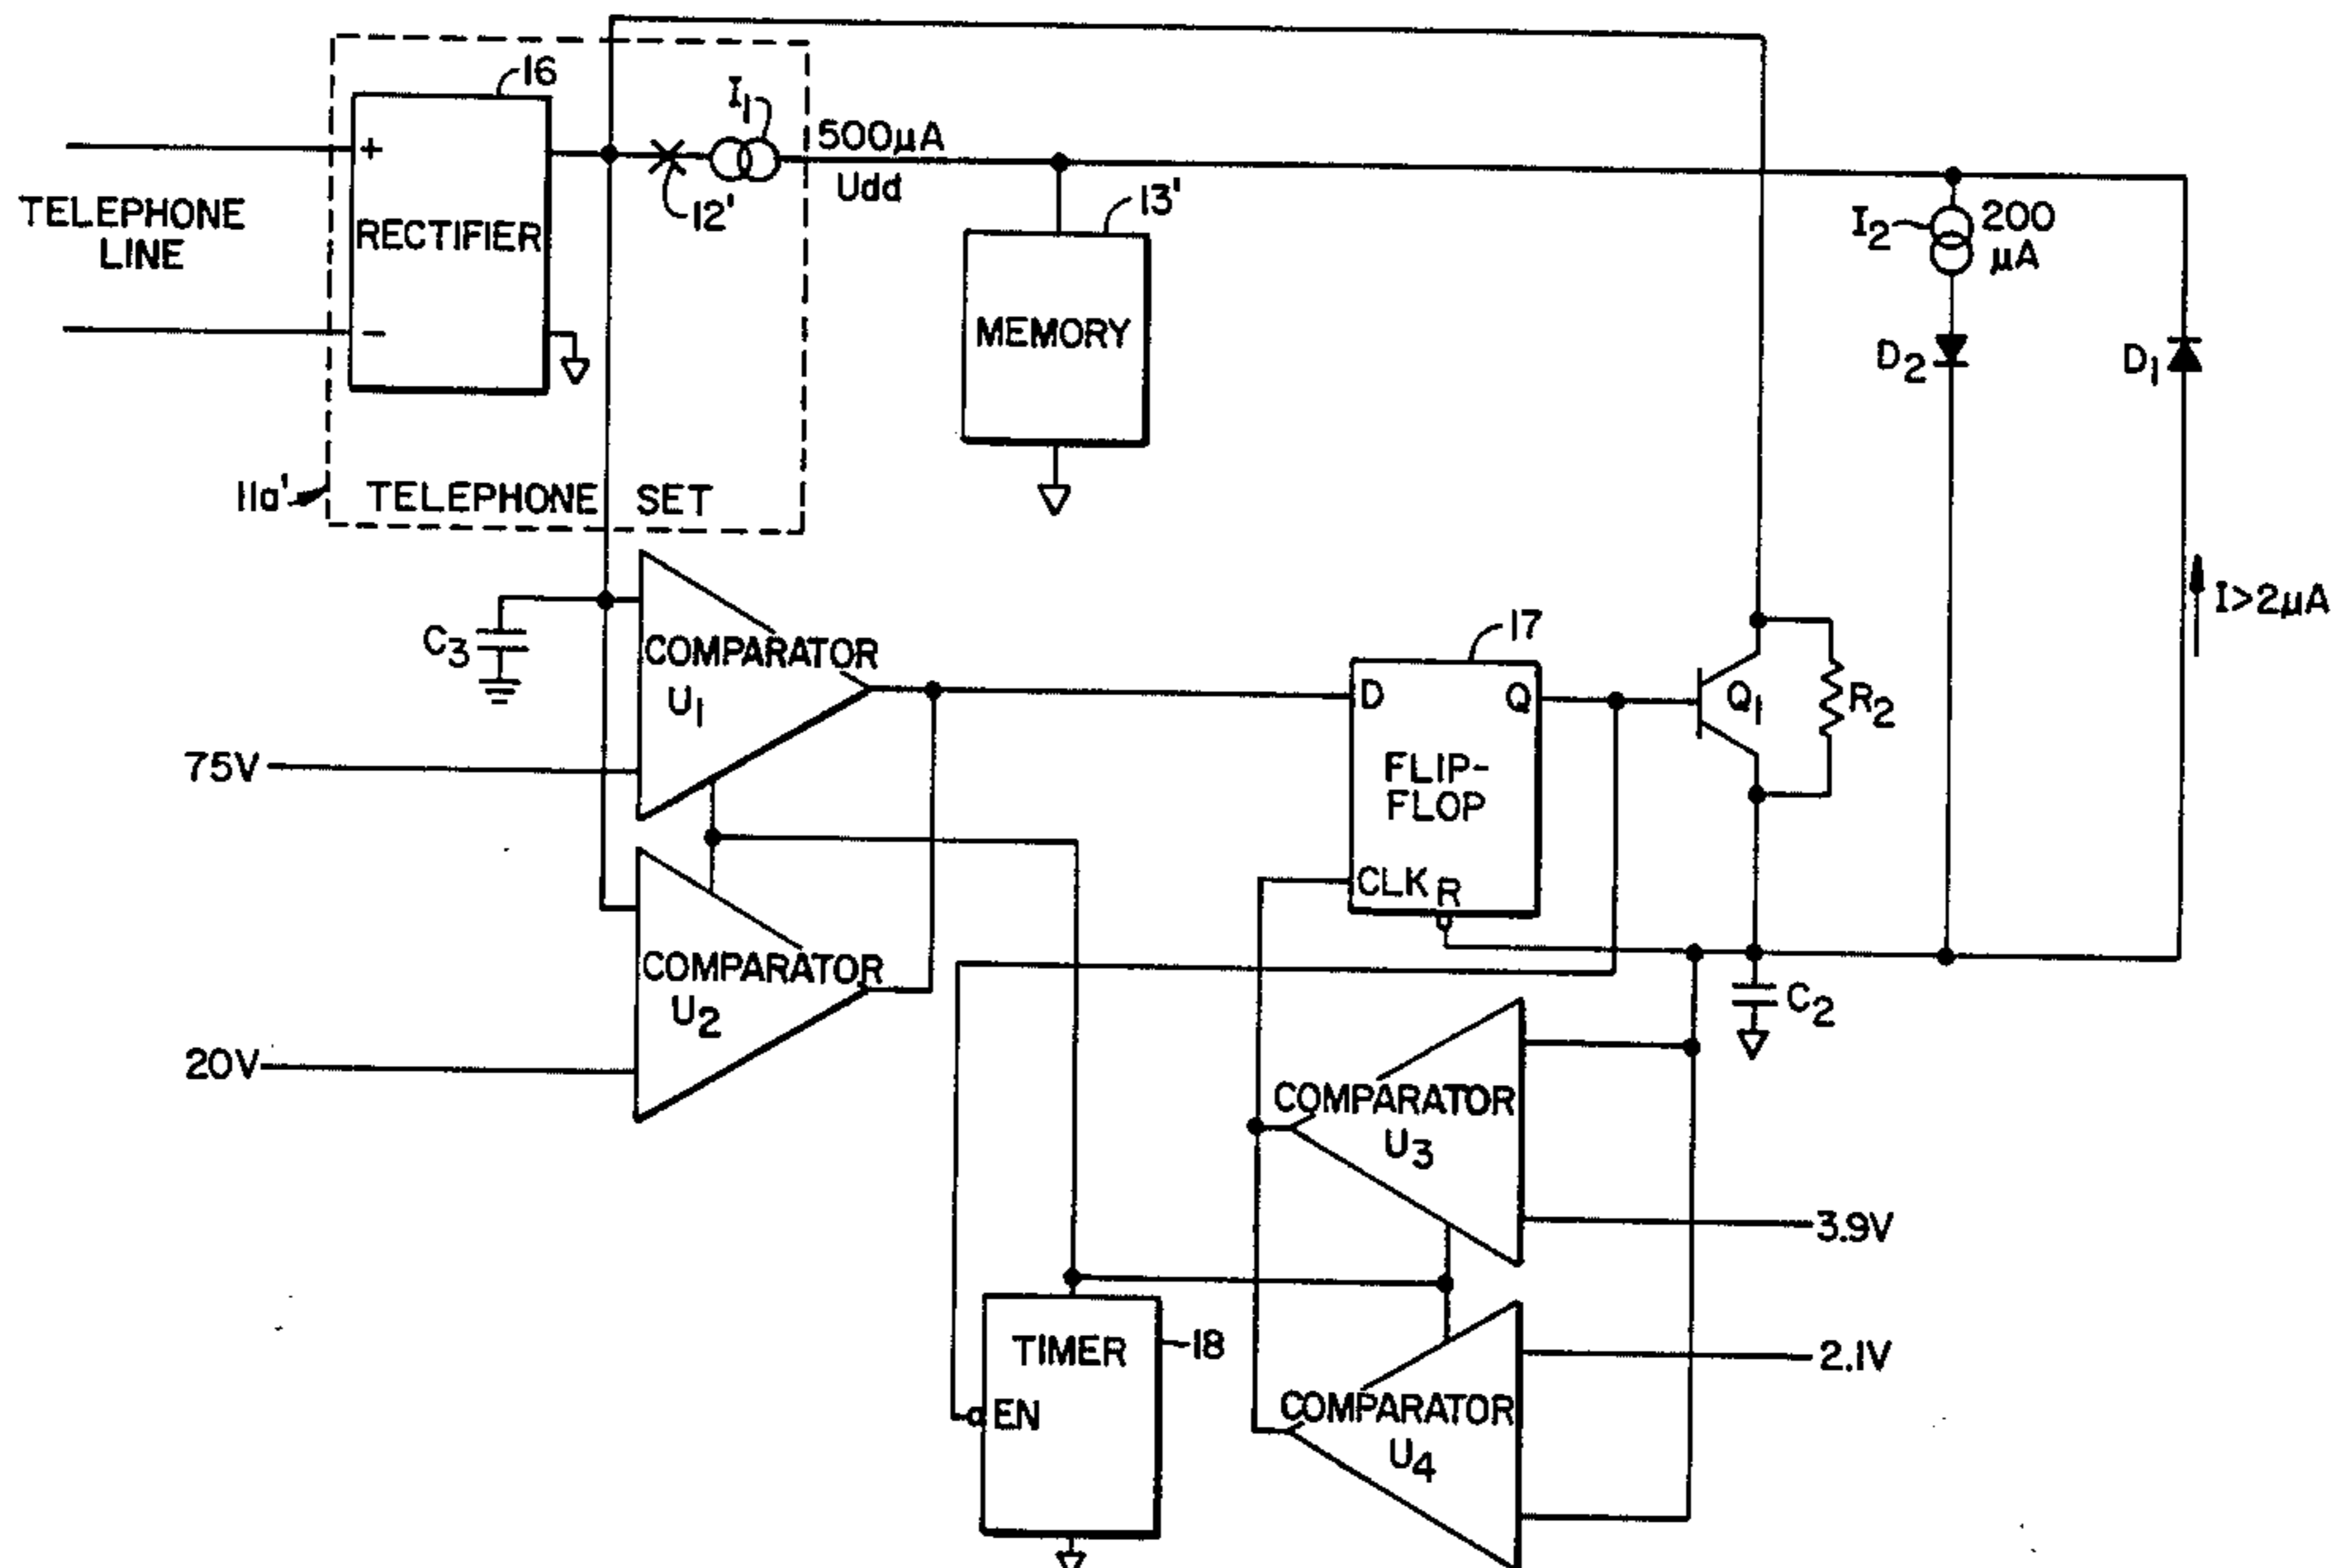 16
I1
+
500µA
Udd
12'
13'
TELEPHONE
LINE
RECTIFIER
−
MEMORY
I2
200
µA
D2
D1
11a'
TELEPHONE SET
I>2µA
C3
COMPARATOR
U1
75V
17
D
Q
FLIP-
FLOP
CLK
R
Q1
R2
COMPARATOR
U2
20V
C2
COMPARATOR
U3
3.9V
TIMER
18
EN
2.1V
COMPARATOR
U4